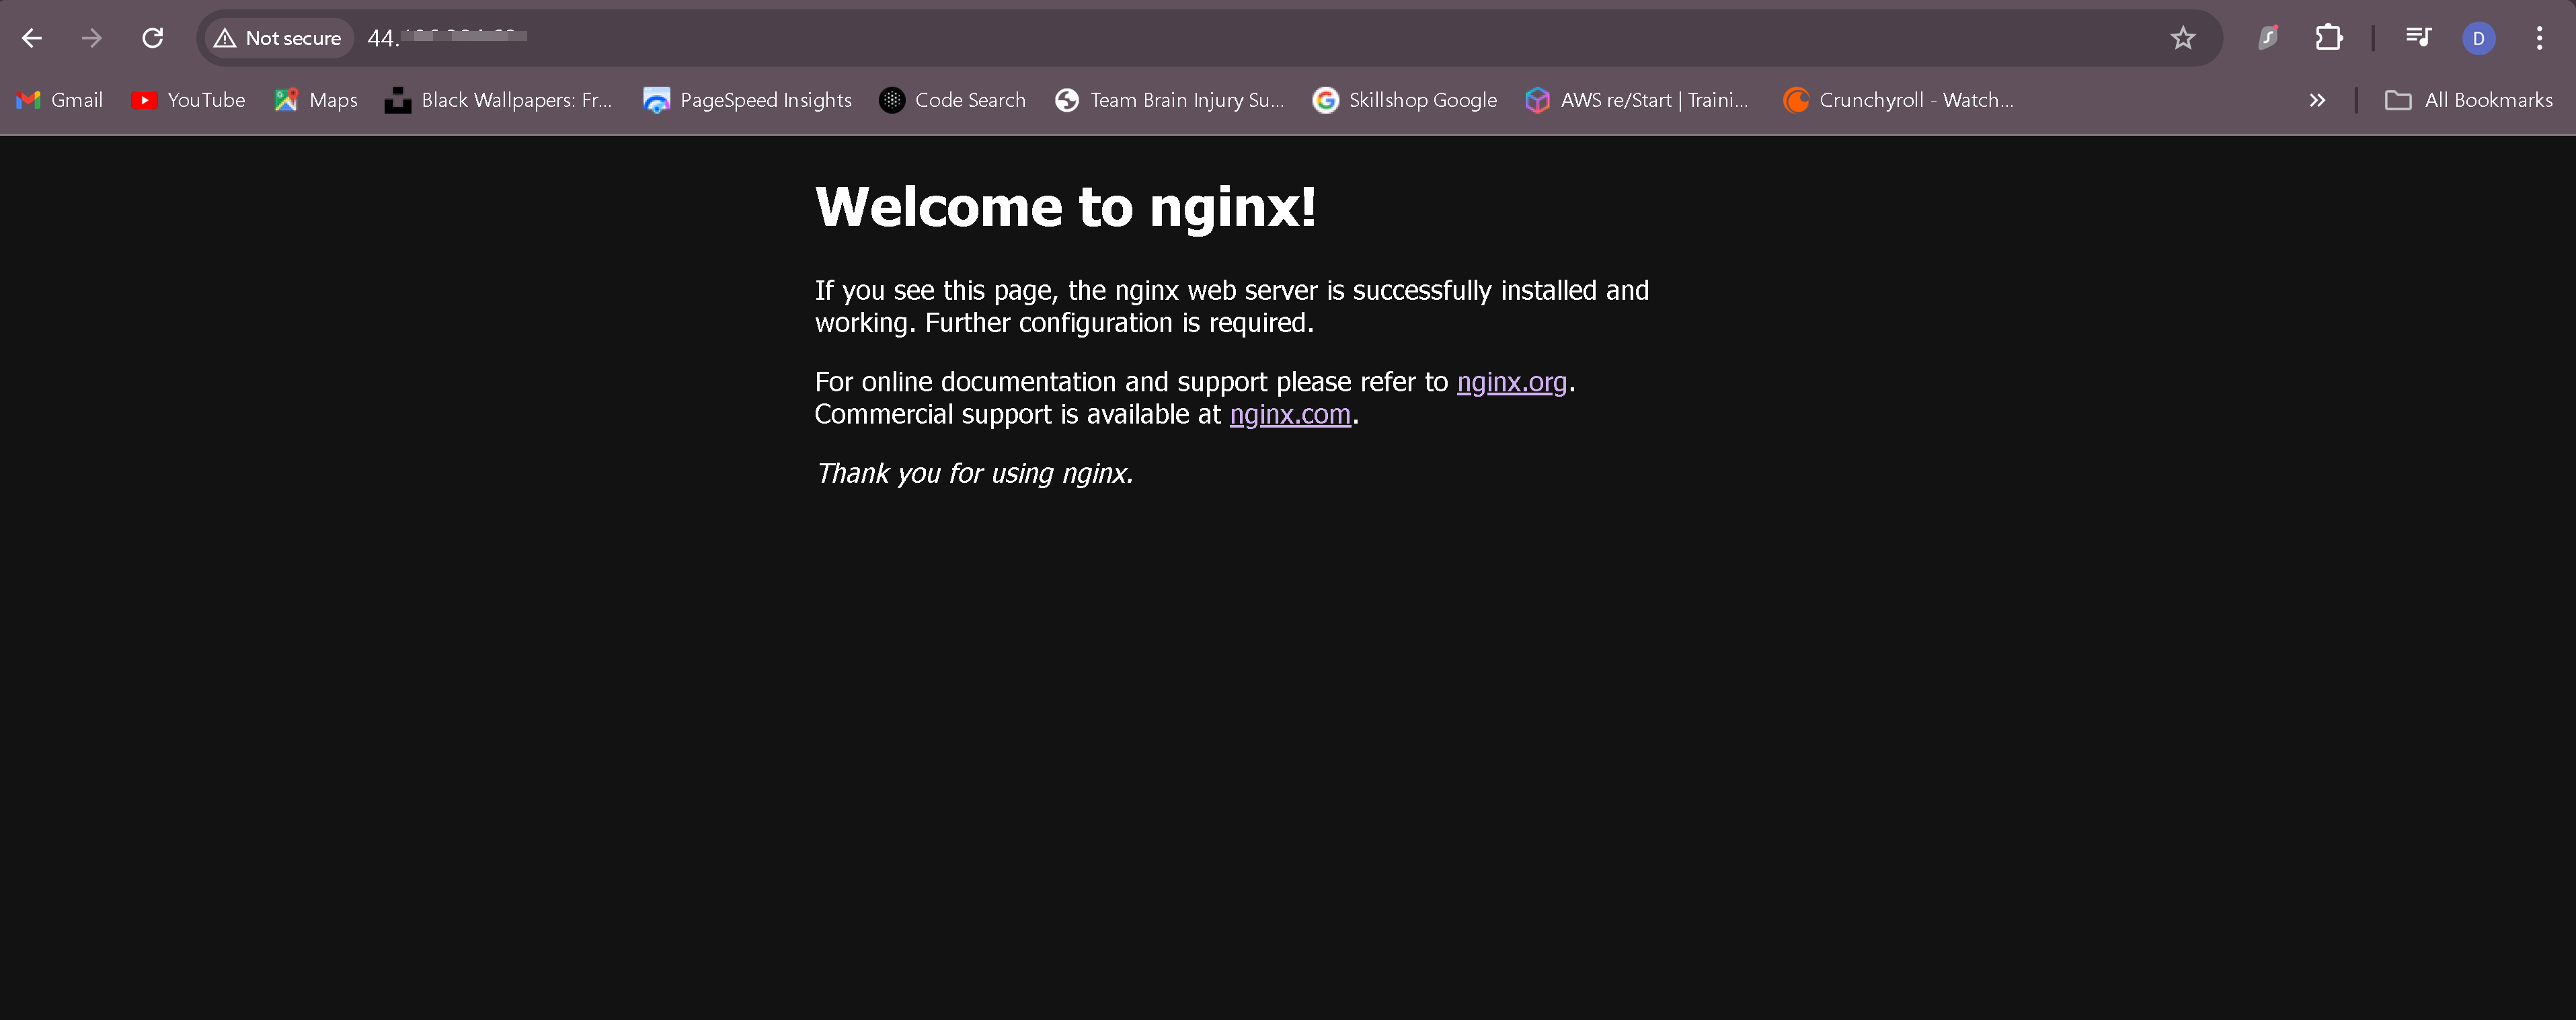 Not secure 44.
D
Gmail YouTube Maps Black Wallpapers: Fr... PageSpeed Insights Code Search Team Brain Injury Su... Skillshop Google AWS re/Start | Traini... Crunchyroll - Watch... All Bookmarks
Welcome to nginx!
If you see this page, the nginx web server is successfully installed and
working. Further configuration is required.
For online documentation and support please refer to nginx.org.
Commercial support is available at nginx.com.
Thank you for using nginx.